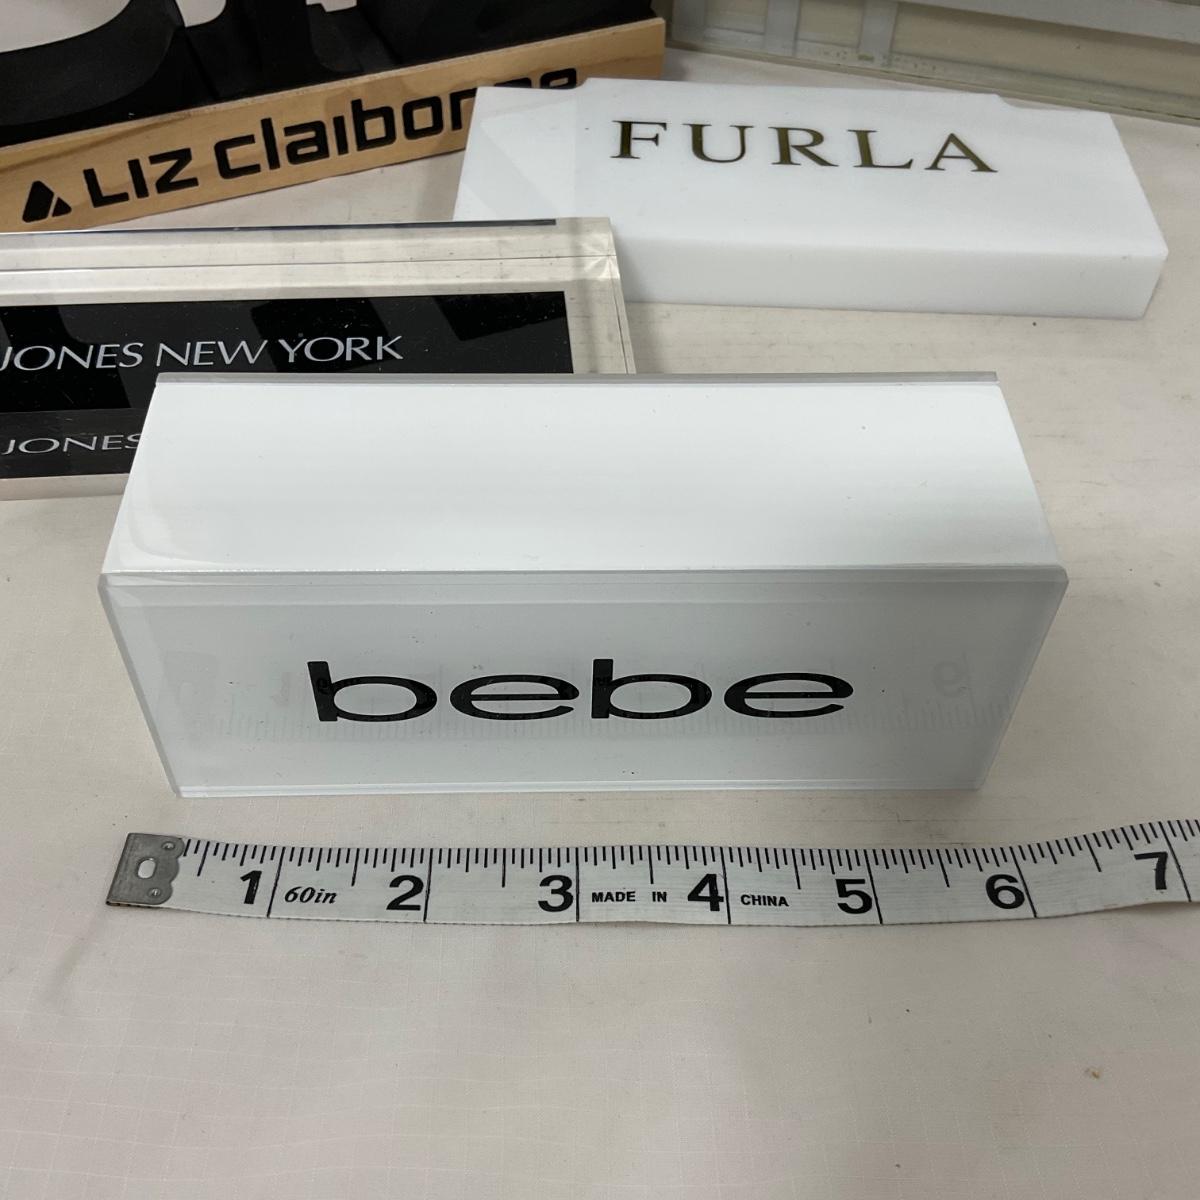 LIZ claiborne
FURLA
JONES NEW YORK
JONES
bebe
1 60in 2 3 MADE IN 4 CHINA 5 6 7